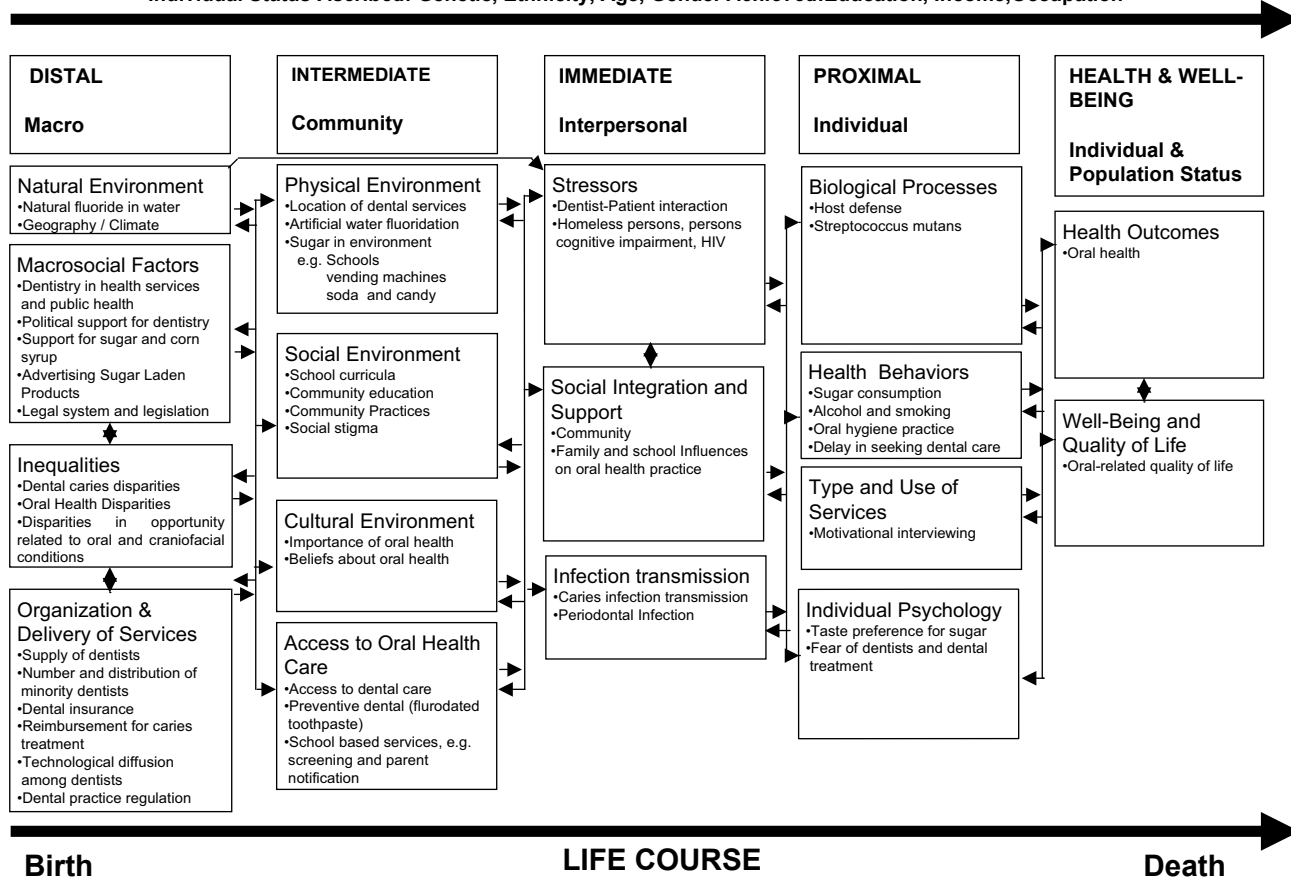 Individual Status Ascribed: Genetic, Ethnicity, Age, Gender Achieved:Education, Income,Occupation
DISTAL
Macro
INTERMEDIATE
Community
IMMEDIATE
Interpersonal
PROXIMAL
Individual
HEALTH & WELL-
BEING
Individual &
Population Status
Natural Environment
•Natural fluoride in water
•Geography / Climate
Macrosocial Factors
•Dentistry in health services
and public health
•Political support for dentistry
•Support for sugar and corn
syrup
•Advertising Sugar Laden
Products
•Legal system and legislation
Inequalities
•Dental caries disparities
•Oral Health Disparities
•Disparities in opportunity
related to oral and craniofacial
conditions
Organization &
Delivery of Services
•Supply of dentists
•Number and distribution of
minority dentists
•Dental insurance
•Reimbursement for caries
treatment
•Technological diffusion
among dentists
•Dental practice regulation
Physical Environment
•Location of dental services
•Artificial water fluoridation
•Sugar in environment
e.g. Schools
vending machines
soda and candy
Social Environment
•School curricula
•Community education
•Community Practices
•Social stigma
Cultural Environment
•Importance of oral health
•Beliefs about oral health
Access to Oral Health
Care
•Access to dental care
•Preventive dental (flurodated
toothpaste)
•School based services, e.g.
screening and parent
notification
Stressors
•Dentist-Patient interaction
•Homeless persons, persons
cognitive impairment, HIV
Social Integration and
Support
•Community
•Family and school Influences
on oral health practice
Infection transmission
•Caries infection transmission
•Periodontal Infection
Biological Processes
•Host defense
•Streptococcus mutans
Health Behaviors
•Sugar consumption
•Alcohol and smoking
•Oral hygiene practice
•Delay in seeking dental care
Type and Use of
Services
•Motivational interviewing
Individual Psychology
•Taste preference for sugar
•Fear of dentists and dental
treatment
Health Outcomes
•Oral health
Well-Being and
Quality of Life
•Oral-related quality of life
Birth
LIFE COURSE
Death